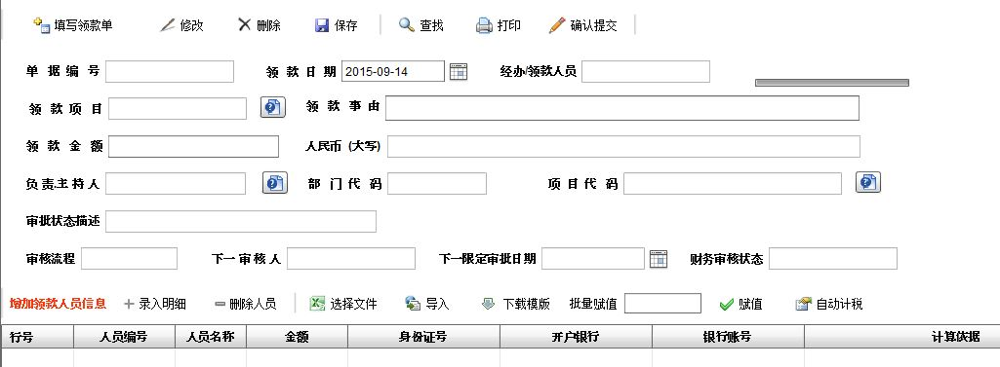 填写领款单 修改 删除 保存 查找 打印 确认提交
单据编号 领款日期 2015-09-14 经办/领款人员
领款项目 领款事由
领款金额 人民币 (大写)
负责主持人 部门代码 项目代码
审批状态描述
审核流程 下一审核人 下一限定审批日期 财务审核状态
增加领款人员信息 录入明细 删除人员 选择文件 导入 下载模版 批量赋值 赋值 自动计税
行号 人员编号 人员名称 金额 身份证号 开户银行 银行账号 计算依据